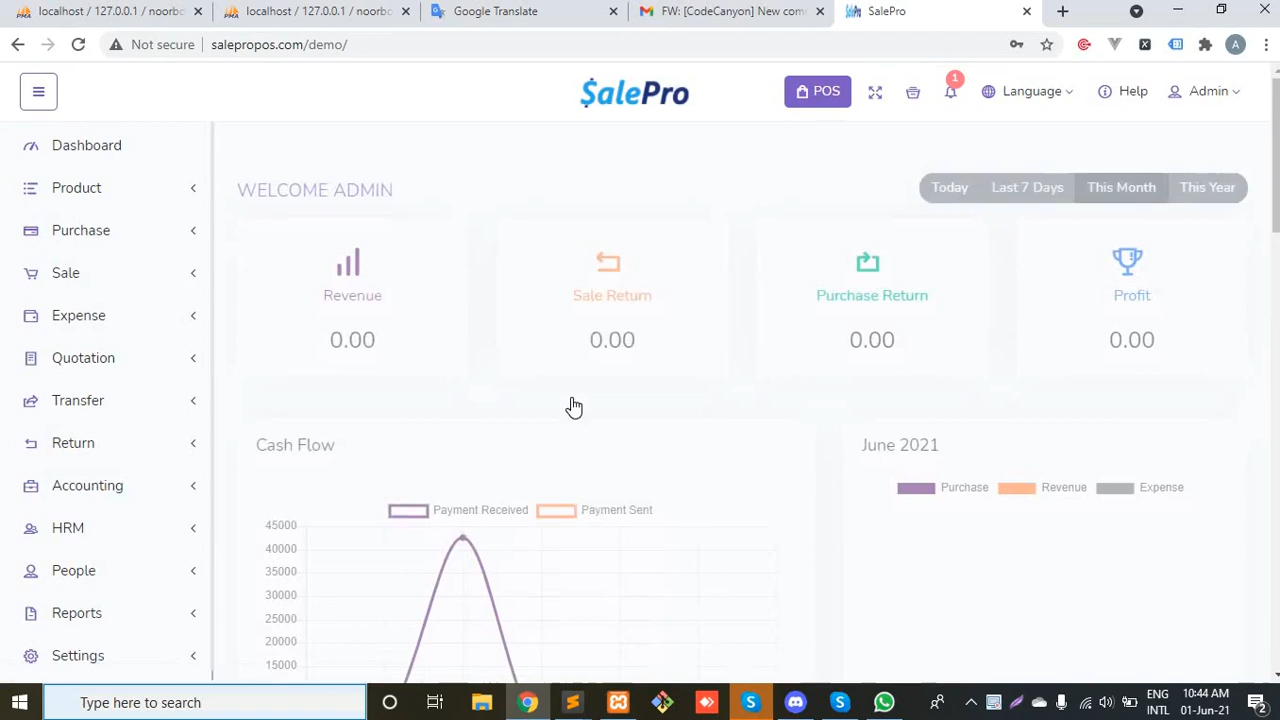 localhost / 127.0.0.1 / noorbo
localhost / 127.0.0.1 / noorbo
Google Translate
FW: [CodeCanyon] New com
SalePro
Not secure
salepropos.com/demo/
A
SalePro
POS
1
Language
Help
Admin
Dashboard
Product
Purchase
Sale
Expense
Quotation
Transfer
Return
Accounting
HRM
People
Reports
Settings
WELCOME ADMIN
Today
Last 7 Days
This Month
This Year
Revenue
0.00
Sale Return
0.00
Purchase Return
0.00
Profit
0.00
Cash Flow
Payment Received
Payment Sent
45000
40000
35000
30000
25000
20000
15000
June 2021
Purchase
Revenue
Expense
Type here to search
ENG
INTL
10:44 AM
01-Jun-21
2